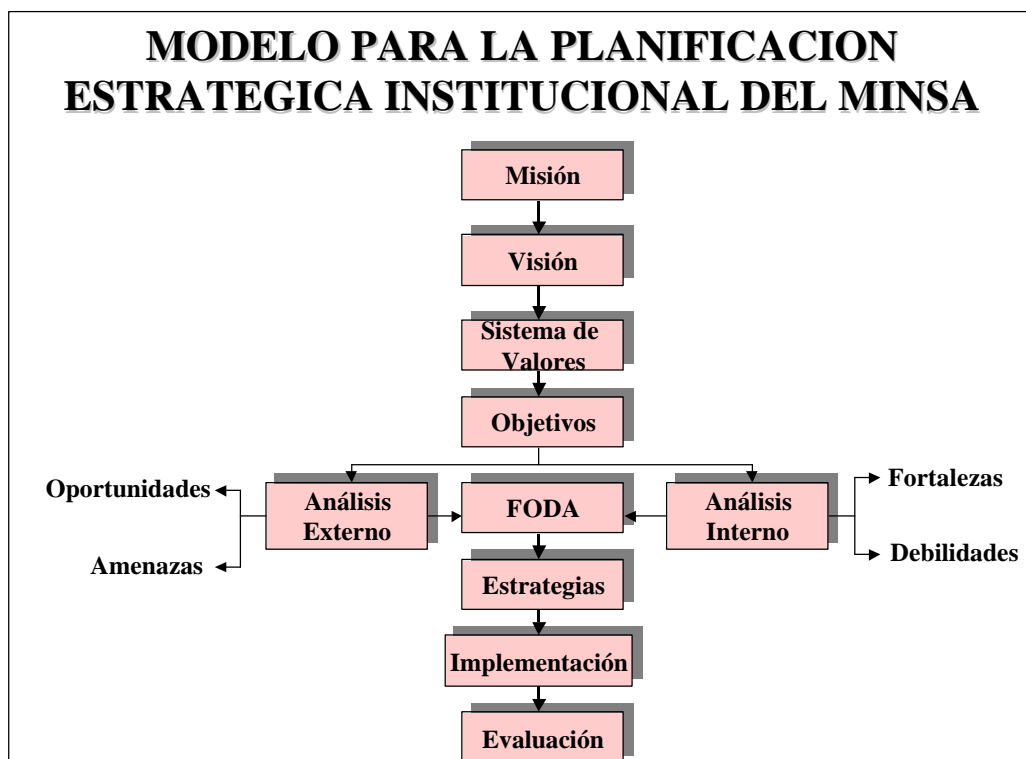 MODELO PARA LA PLANIFICACION
ESTRATEGICA INSTITUCIONAL DEL MINSA
Misión
Visión
Sistema de
Valores
Objetivos
Oportunidades
Amenazas
Análisis
Externo
FODA
Análisis
Interno
Fortalezas
Debilidades
Estrategias
Implementación
Evaluación